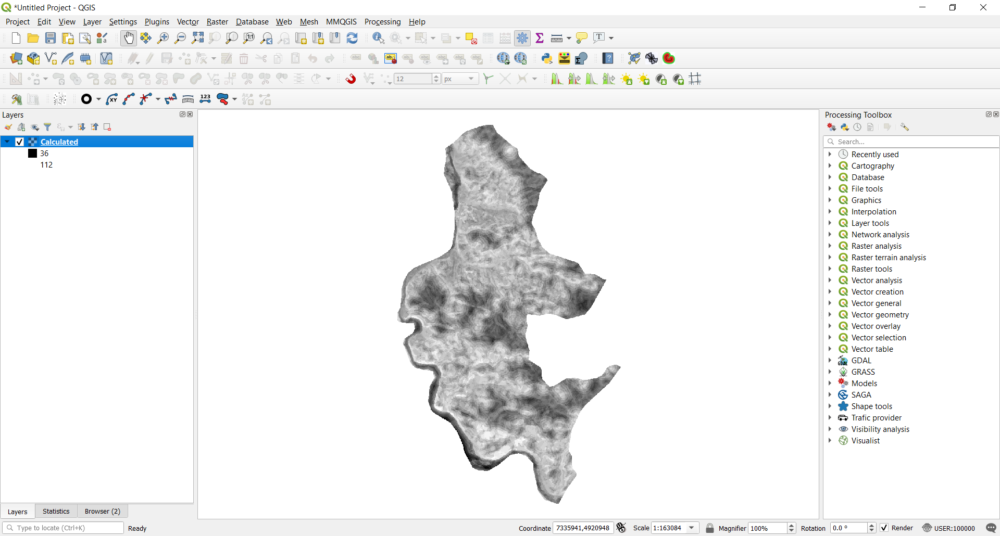 *Untitled Project - QGIS
Project Edit View Layer Settings Plugins Vector Raster Database Web Mesh MMQGIS Processing Help
12 px
123
Layers
Calculated
36
112
Layers Statistics Browser (2)
Processing Toolbox
Search...
Recently used
Cartography
Database
File tools
Graphics
Interpolation
Layer tools
Network analysis
Raster analysis
Raster terrain analysis
Raster tools
Vector analysis
Vector creation
Vector general
Vector geometry
Vector overlay
Vector selection
Vector table
GDAL
GRASS
Models
SAGA
Shape tools
Trafic provider
Visibility analysis
Visualist
Type to locate (Ctrl+K) Ready Coordinate 7335941,4920948 Scale 1:163084 Magnifier 100% Rotation 0.0 ° Render USER:100000